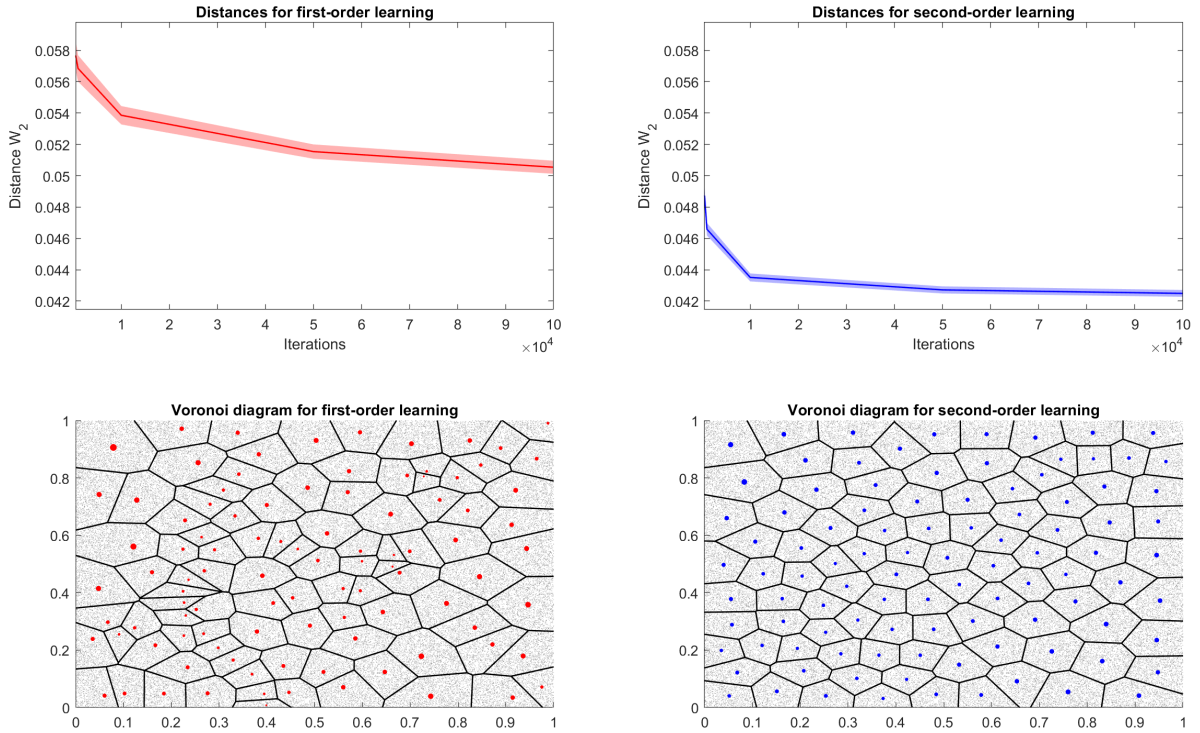 Distances for first-order learning
Distance W2
0.058
0.056
0.054
0.052
0.05
0.048
0.046
0.044
0.042
1 2 3 4 5 6 7 8 9 10
Iterations
×10^4
Distances for second-order learning
Distance W2
0.058
0.056
0.054
0.052
0.05
0.048
0.046
0.044
0.042
1 2 3 4 5 6 7 8 9 10
Iterations
×10^4
Voronoi diagram for first-order learning
1
0.8
0.6
0.4
0.2
0
0 0.1 0.2 0.3 0.4 0.5 0.6 0.7 0.8 0.9 1
Voronoi diagram for second-order learning
1
0.8
0.6
0.4
0.2
0
0 0.1 0.2 0.3 0.4 0.5 0.6 0.7 0.8 0.9 1